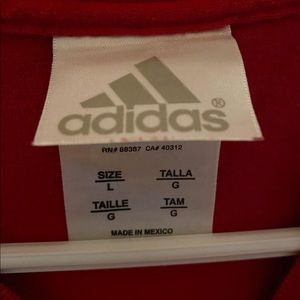 adidas®
RN# 88387 CA# 40312
SIZE TALLA
L G
TAILLE TAM
G G
MADE IN MEXICO